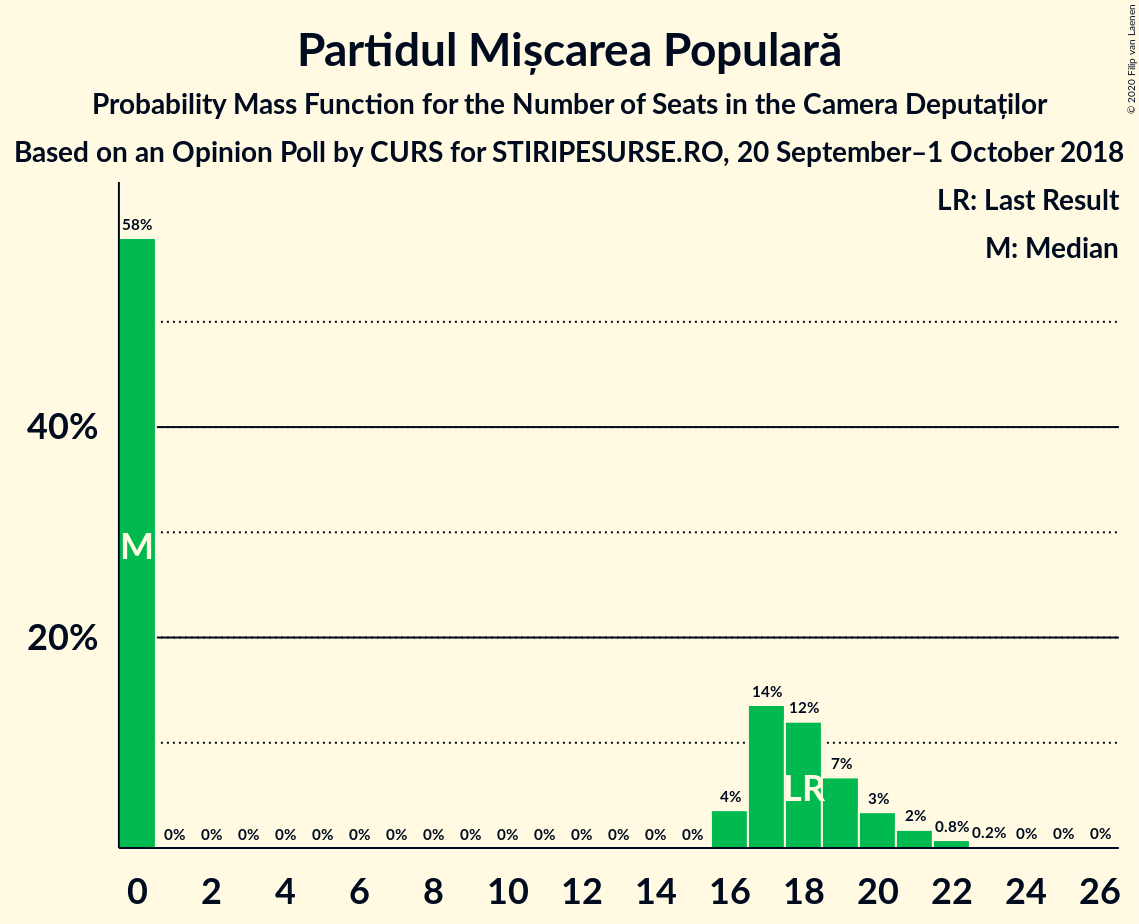 Partidul Mișcarea Populară
Probability Mass Function for the Number of Seats in the Camera Deputaților
Based on an Opinion Poll by CURS for STIRIPESURSE.RO, 20 September–1 October 2018
© 2020 Filip van Laenen
LR: Last Result
M: Median
58%
40%
M
20%
14%
12%
7%
LR
4%
3%
2%
0% 0% 0% 0% 0% 0% 0% 0% 0% 0% 0% 0% 0% 0% 0% 0.8% 0.2% 0% 0% 0%
0 2 4 6 8 10 12 14 16 18 20 22 24 26